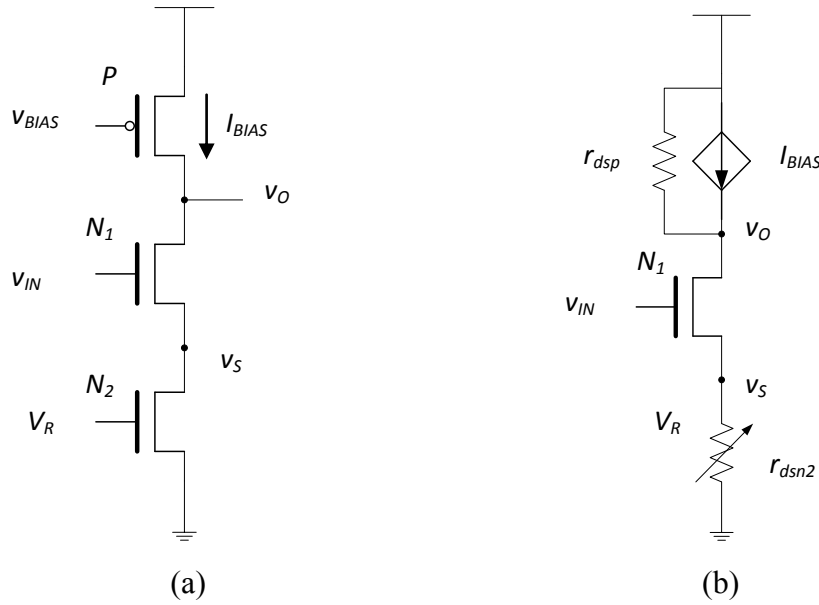 P
v_BIAS
I_BIAS
v_O
N_1
v_IN
v_S
N_2
V_R
(a)
r_dsp
I_BIAS
v_O
N_1
v_IN
v_S
V_R
r_dsn2
(b)